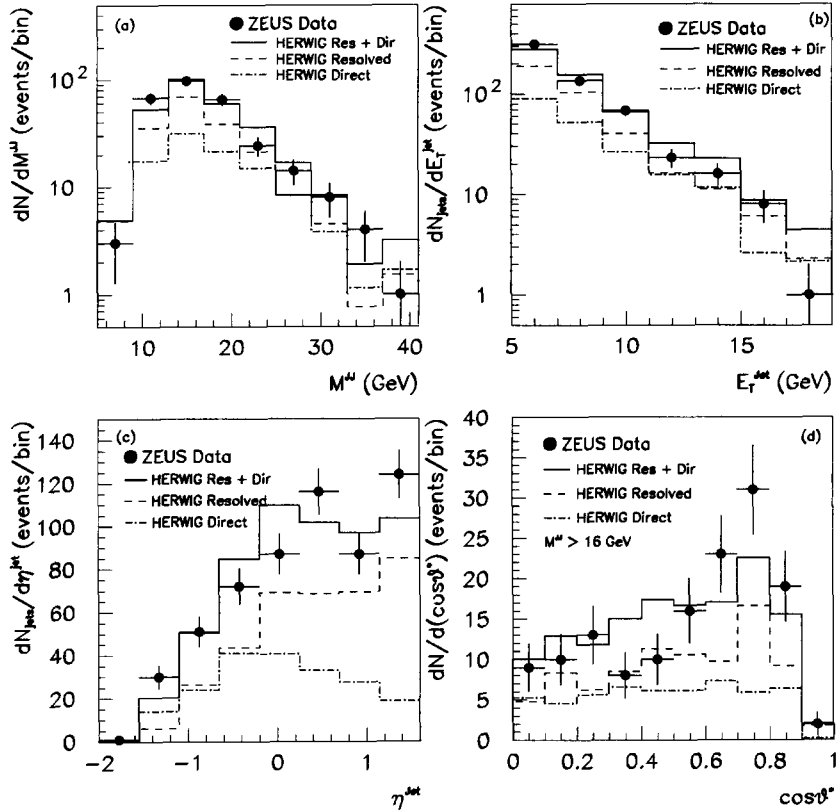 (a)
ZEUS Data
HERWIG Res + Dir
HERWIG Resolved
HERWIG Direct
dN/dM^JJ (events/bin)
10²
10
1
10 20 30 40
M^JJ (GeV)
(b)
ZEUS Data
HERWIG Res + Dir
HERWIG Resolved
HERWIG Direct
dN_jets/dE_T^jet (events/bin)
10²
10
1
5 10 15
E_T^Jet (GeV)
(c)
ZEUS Data
HERWIG Res + Dir
HERWIG Resolved
HERWIG Direct
dN_jets/dη^jet (events/bin)
140
120
100
80
60
40
20
0
-2 -1 0 1
η^Jet
(d)
ZEUS Data
HERWIG Res + Dir
HERWIG Resolved
HERWIG Direct
M^JJ > 16 GeV
dN/d(cosϑ*) (events/bin)
40
35
30
25
20
15
10
5
0
0 0.2 0.4 0.6 0.8 1
cosϑ*